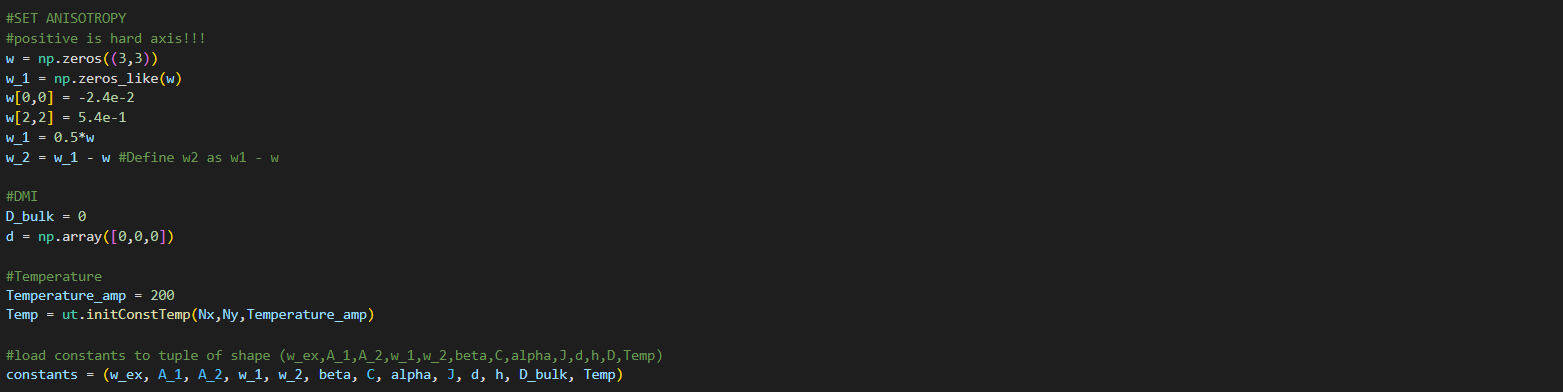 #SET ANISOTROPY
#positive is hard axis!!!
w = np.zeros((3,3))
w_1 = np.zeros_like(w)
w[0,0] = -2.4e-2
w[2,2] = 5.4e-1
w_1 = 0.5*w
w_2 = w_1 - w #Define w2 as w1 - w
#DMI
D_bulk = 0
d = np.array([0,0,0])
#Temperature
Temperature_amp = 200
Temp = ut.initConstTemp(Nx,Ny,Temperature_amp)
#load constants to tuple of shape (w_ex,A_1,A_2,w_1,w_2,beta,C,alpha,J,d,h,D,Temp)
constants = (w_ex, A_1, A_2, w_1, w_2, beta, C, alpha, J, d, h, D_bulk, Temp)